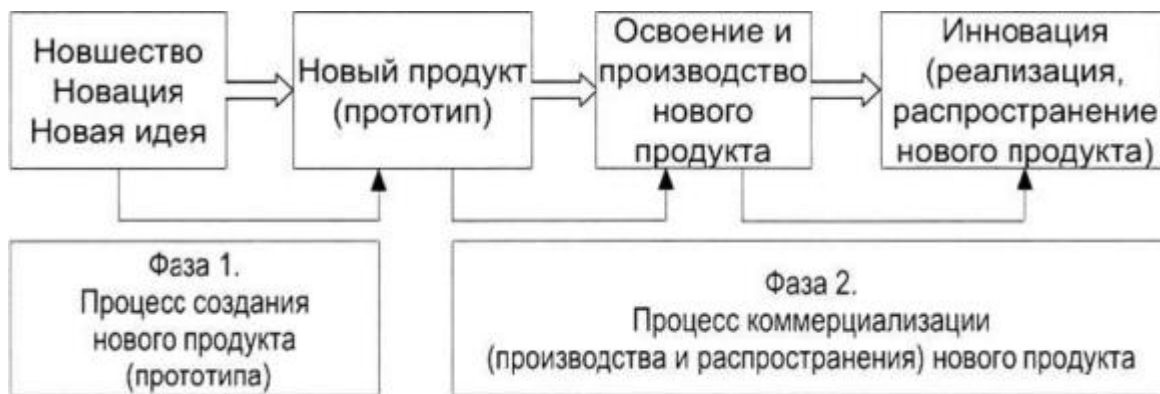 Новшество
Новация
Новая идея
Новый продукт
(прототип)
Освоение и
производство
нового
продукта
Инновация
(реализация,
распространение
нового продукта)
Фаза 1.
Процесс создания
нового продукта
(прототипа)
Фаза 2.
Процесс коммерциализации
(производства и распространения) нового продукта